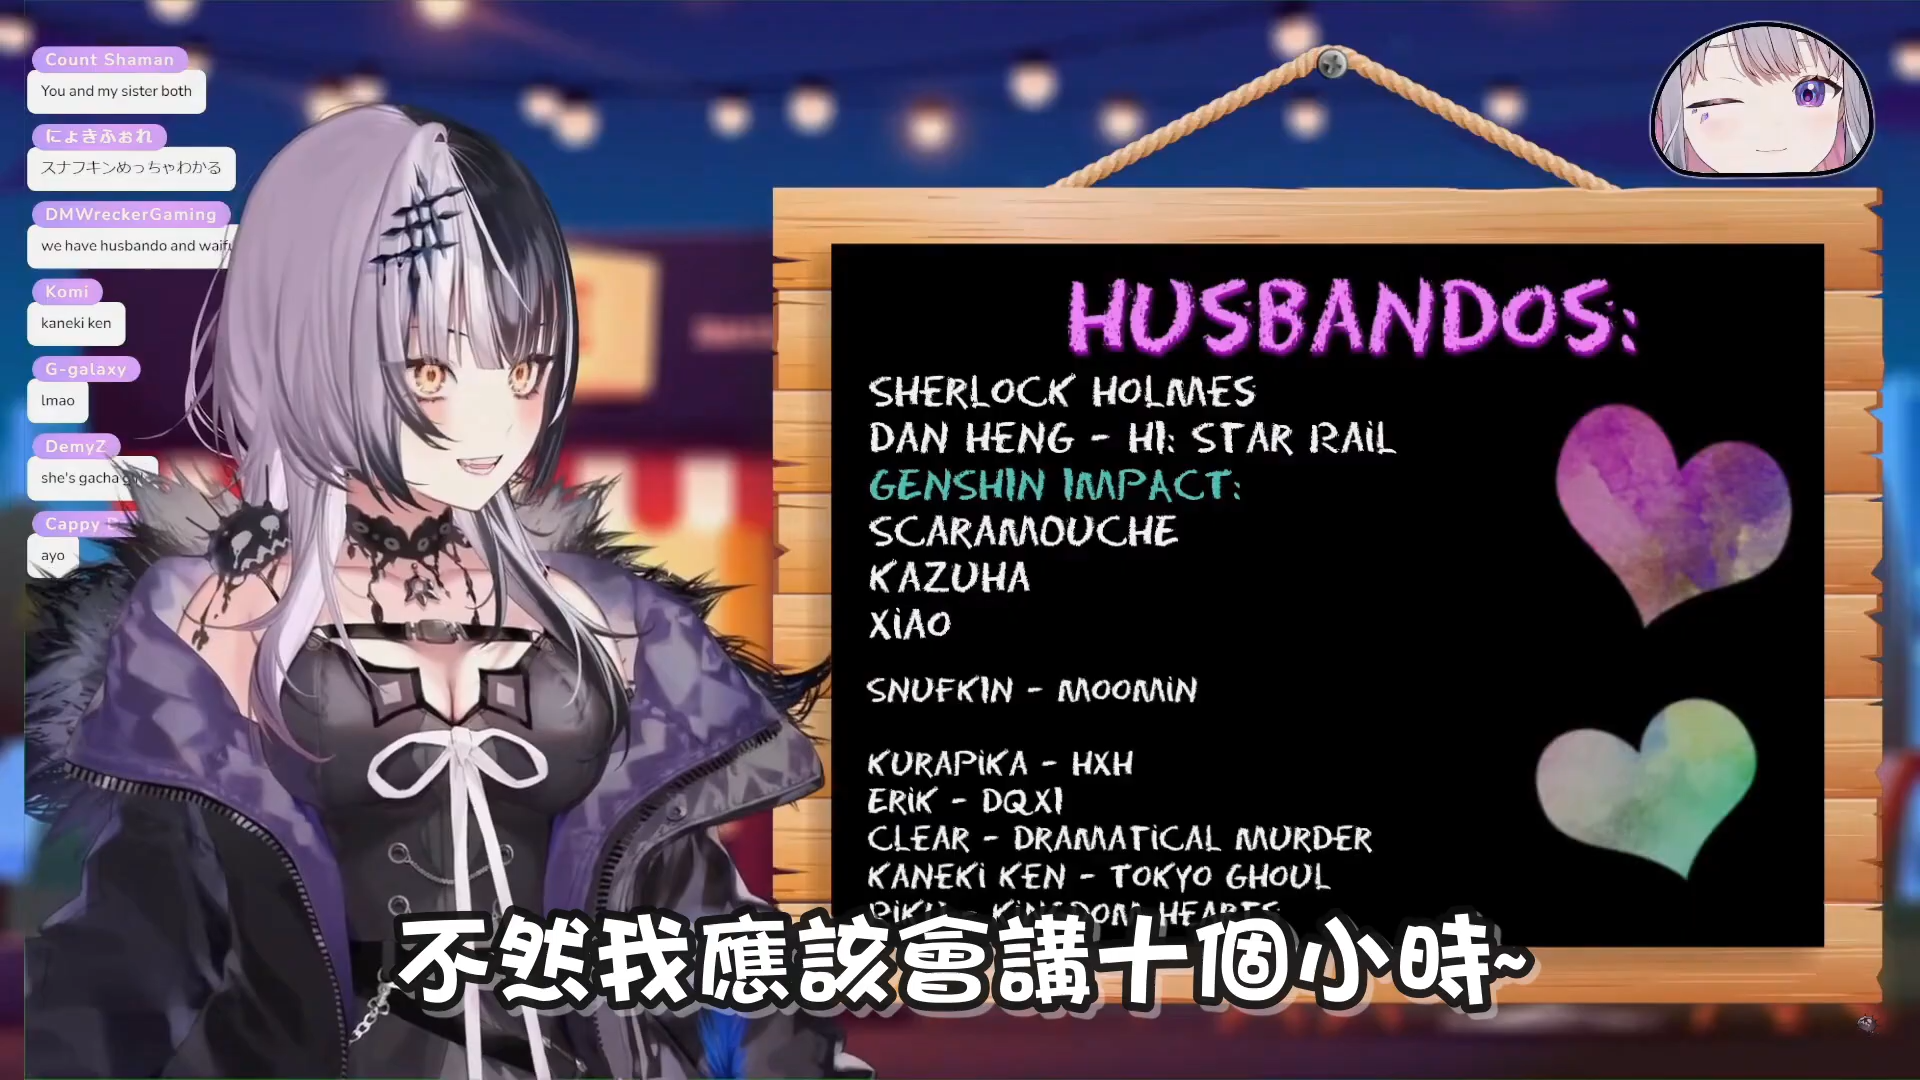 Count Shaman
You and my sister both
にょきふぉれ
スナフキンめっちゃわかる
DMWreckerGaming
we have husbando and waifu
Komi
kaneki ken
G-galaxy
lmao
DemyZ
she's gacha
Cappy
ayo
HUSBANDOS:
SHERLOCK HOLMES
DAN HENG - HI: STAR RAIL
GENSHIN IMPACT:
SCARAMOUCHE
KAZUHA
XIAO
SNUFKIN - MOOMIN
KURAPIKA - HXH
ERIK - DQXI
CLEAR - DRAMATICAL MURDER
KANEKI KEN - TOKYO GHOUL
RIKU - KINGDOM HEARTS
不然我應該會講十個小時~